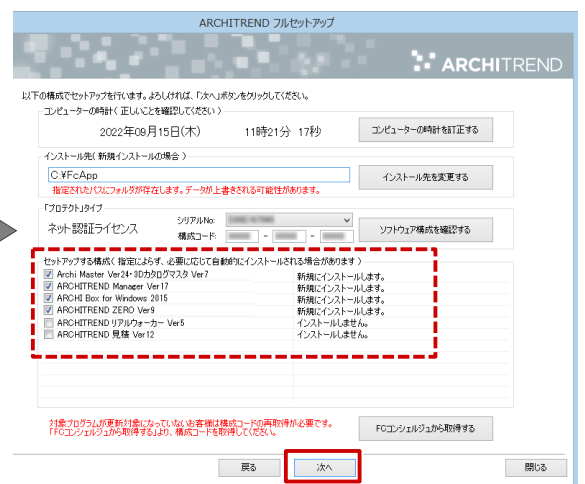 ARCHITREND フルセットアップ
ARCHITREND
以下の構成でセットアップを行います。よろしければ、「次へ」ボタンをクリックしてください。
コンピューターの時計( 正しいことを確認してください )
2022年09月15日(木) 11時21分 17秒 コンピューターの時計を訂正する
インストール先( 新規インストールの場合 )
C:¥FcApp インストール先を変更する
指定されたパスにフォルダが存在します。データが上書きされる可能性があります。
「プロテクト」タイプ
ネット認証ライセンス シリアルNo: ソフトウェア構成を確認する
構成コード: - -
セットアップする構成( 指定によらず、必要に応じて自動的にインストールされる場合があります )
Archi Master Ver24・3Dカタログマスタ Ver7 新規にインストールします。
ARCHITREND Manager Ver17 新規にインストールします。
ARCHI Box for Windows 2015 新規にインストールします。
ARCHITREND ZERO Ver9 新規にインストールします。
ARCHITREND リアルウォーカー Ver5 インストールしません。
ARCHITREND 見積 Ver12 インストールしません。
対象プログラムが更新対象になっていないお客様は構成コードの再取得が必要です。
「FCコンシェルジュから取得する」より、構成コードを取得してください。 FCコンシェルジュから取得する
戻る 次へ 閉じる